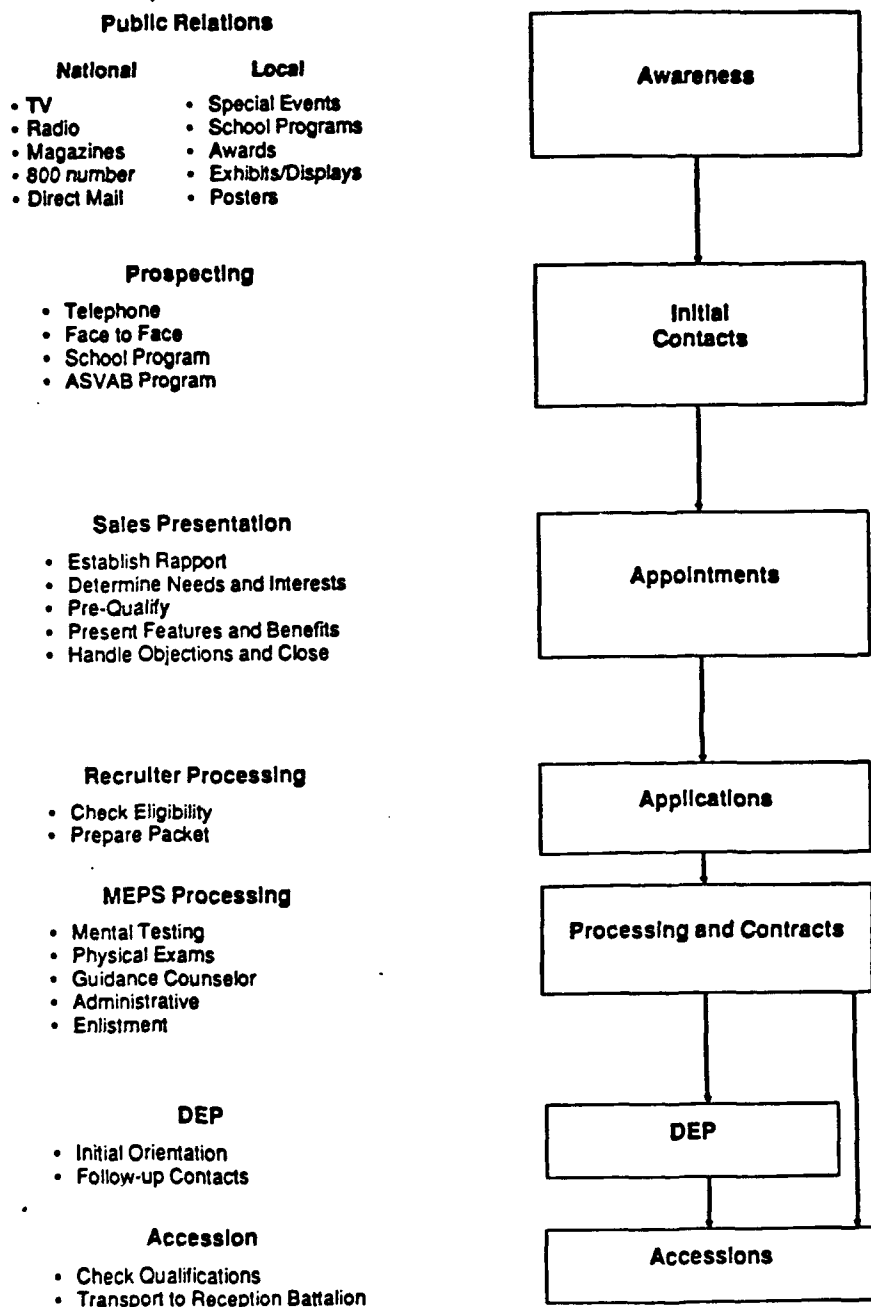 Public Relations
National
Local
• TV
• Radio
• Magazines
• 800 number
• Direct Mail
• Special Events
• School Programs
• Awards
• Exhibits/Displays
• Posters
Awareness
Prospecting
• Telephone
• Face to Face
• School Program
• ASVAB Program
Initial
Contacts
Sales Presentation
• Establish Rapport
• Determine Needs and Interests
• Pre-Qualify
• Present Features and Benefits
• Handle Objections and Close
Appointments
Recruiter Processing
• Check Eligibility
• Prepare Packet
Applications
MEPS Processing
• Mental Testing
• Physical Exams
• Guidance Counselor
• Administrative
• Enlistment
Processing and Contracts
DEP
• Initial Orientation
• Follow-up Contacts
DEP
Accession
• Check Qualifications
• Transport to Reception Battalion
Accessions